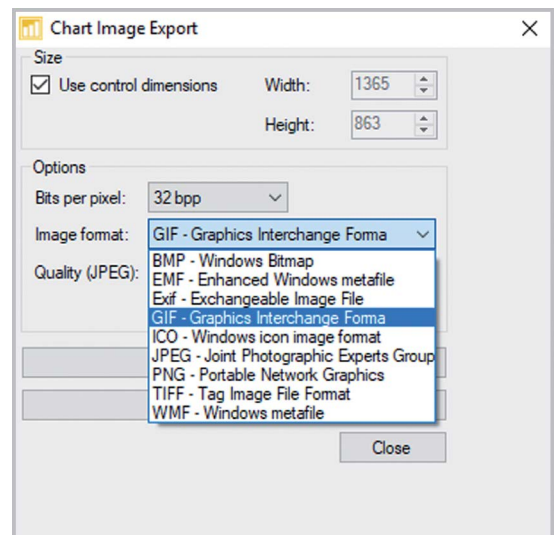 Chart Image Export
Size
Use control dimensions
Width:
1365
Height:
863
Options
Bits per pixel:
32 bpp
Image format:
GIF - Graphics Interchange Forma
Quality (JPEG):
BMP - Windows Bitmap
EMF - Enhanced Windows metafile
Exif - Exchangeable Image File
GIF - Graphics Interchange Forma
ICO - Windows icon image format
JPEG - Joint Photographic Experts Group
PNG - Portable Network Graphics
TIFF - Tag Image File Format
WMF - Windows metafile
Close